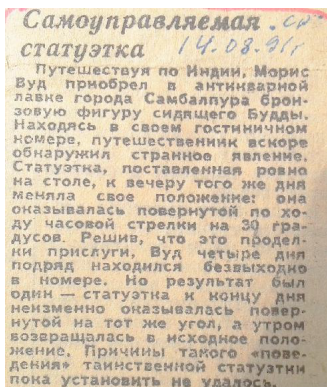 Самоуправляемая
статуэтка 14.08.91г
Путешествуя по Индии, Морис
Вуд приобрел в антикварной
лавке города Самбалпура брон-
зовую фигуру сидящего Будды.
Находясь в своем гостиничном
номере, путешественник вскоре
обнаружил странное явление.
Статуэтка, поставленная ровно
на столе, к вечеру того же дня
меняла свое положение: она
оказывалась повернутой по хо-
ду часовой стрелки на 30 гра-
дусов. Решив, что это продел-
ки прислуги, Вуд четыре дня
подряд находился безвыходно
в номере. Но результат был
один — статуэтка к концу дня
неизменно оказывалась повер-
нутой на тот же угол, а утром
возвращалась в исходное поло-
жение. Причины такого «пове-
дения» таинственной статуэтки
пока установить не удалось.